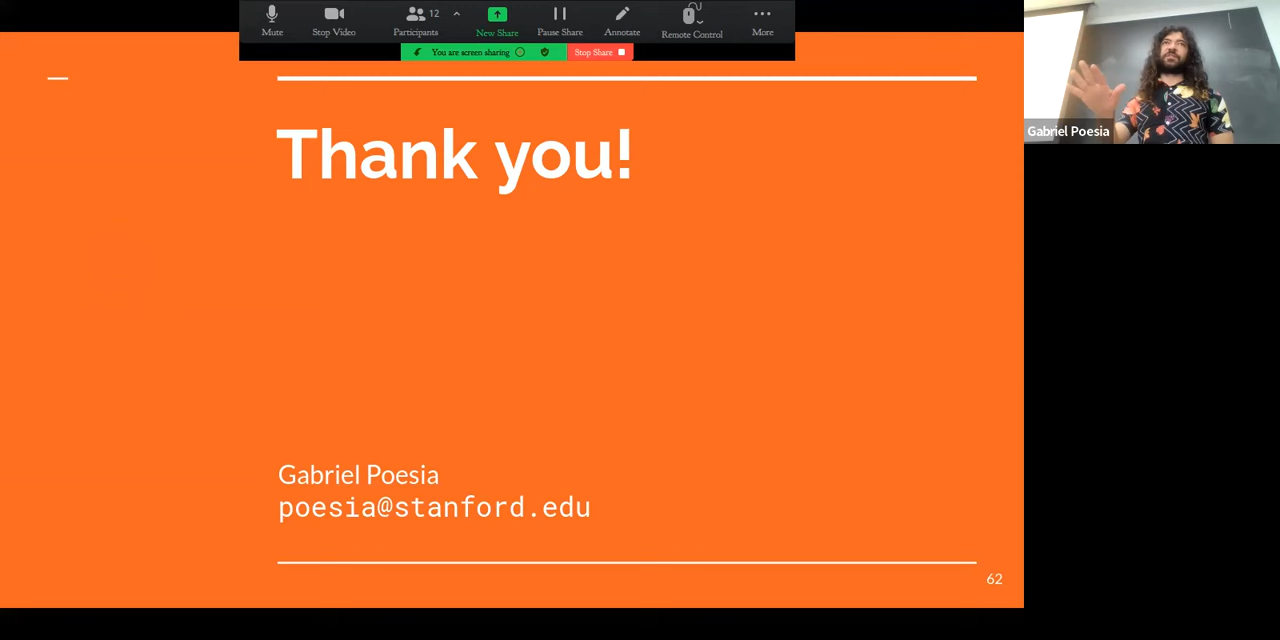 12
Mute
Stop Video
Participants
New Share
Pause Share
Annotate
Remote Control
More
You are screen sharing
Stop Share
Thank you!
Gabriel Poesia
Gabriel Poesia
poesia@stanford.edu
62